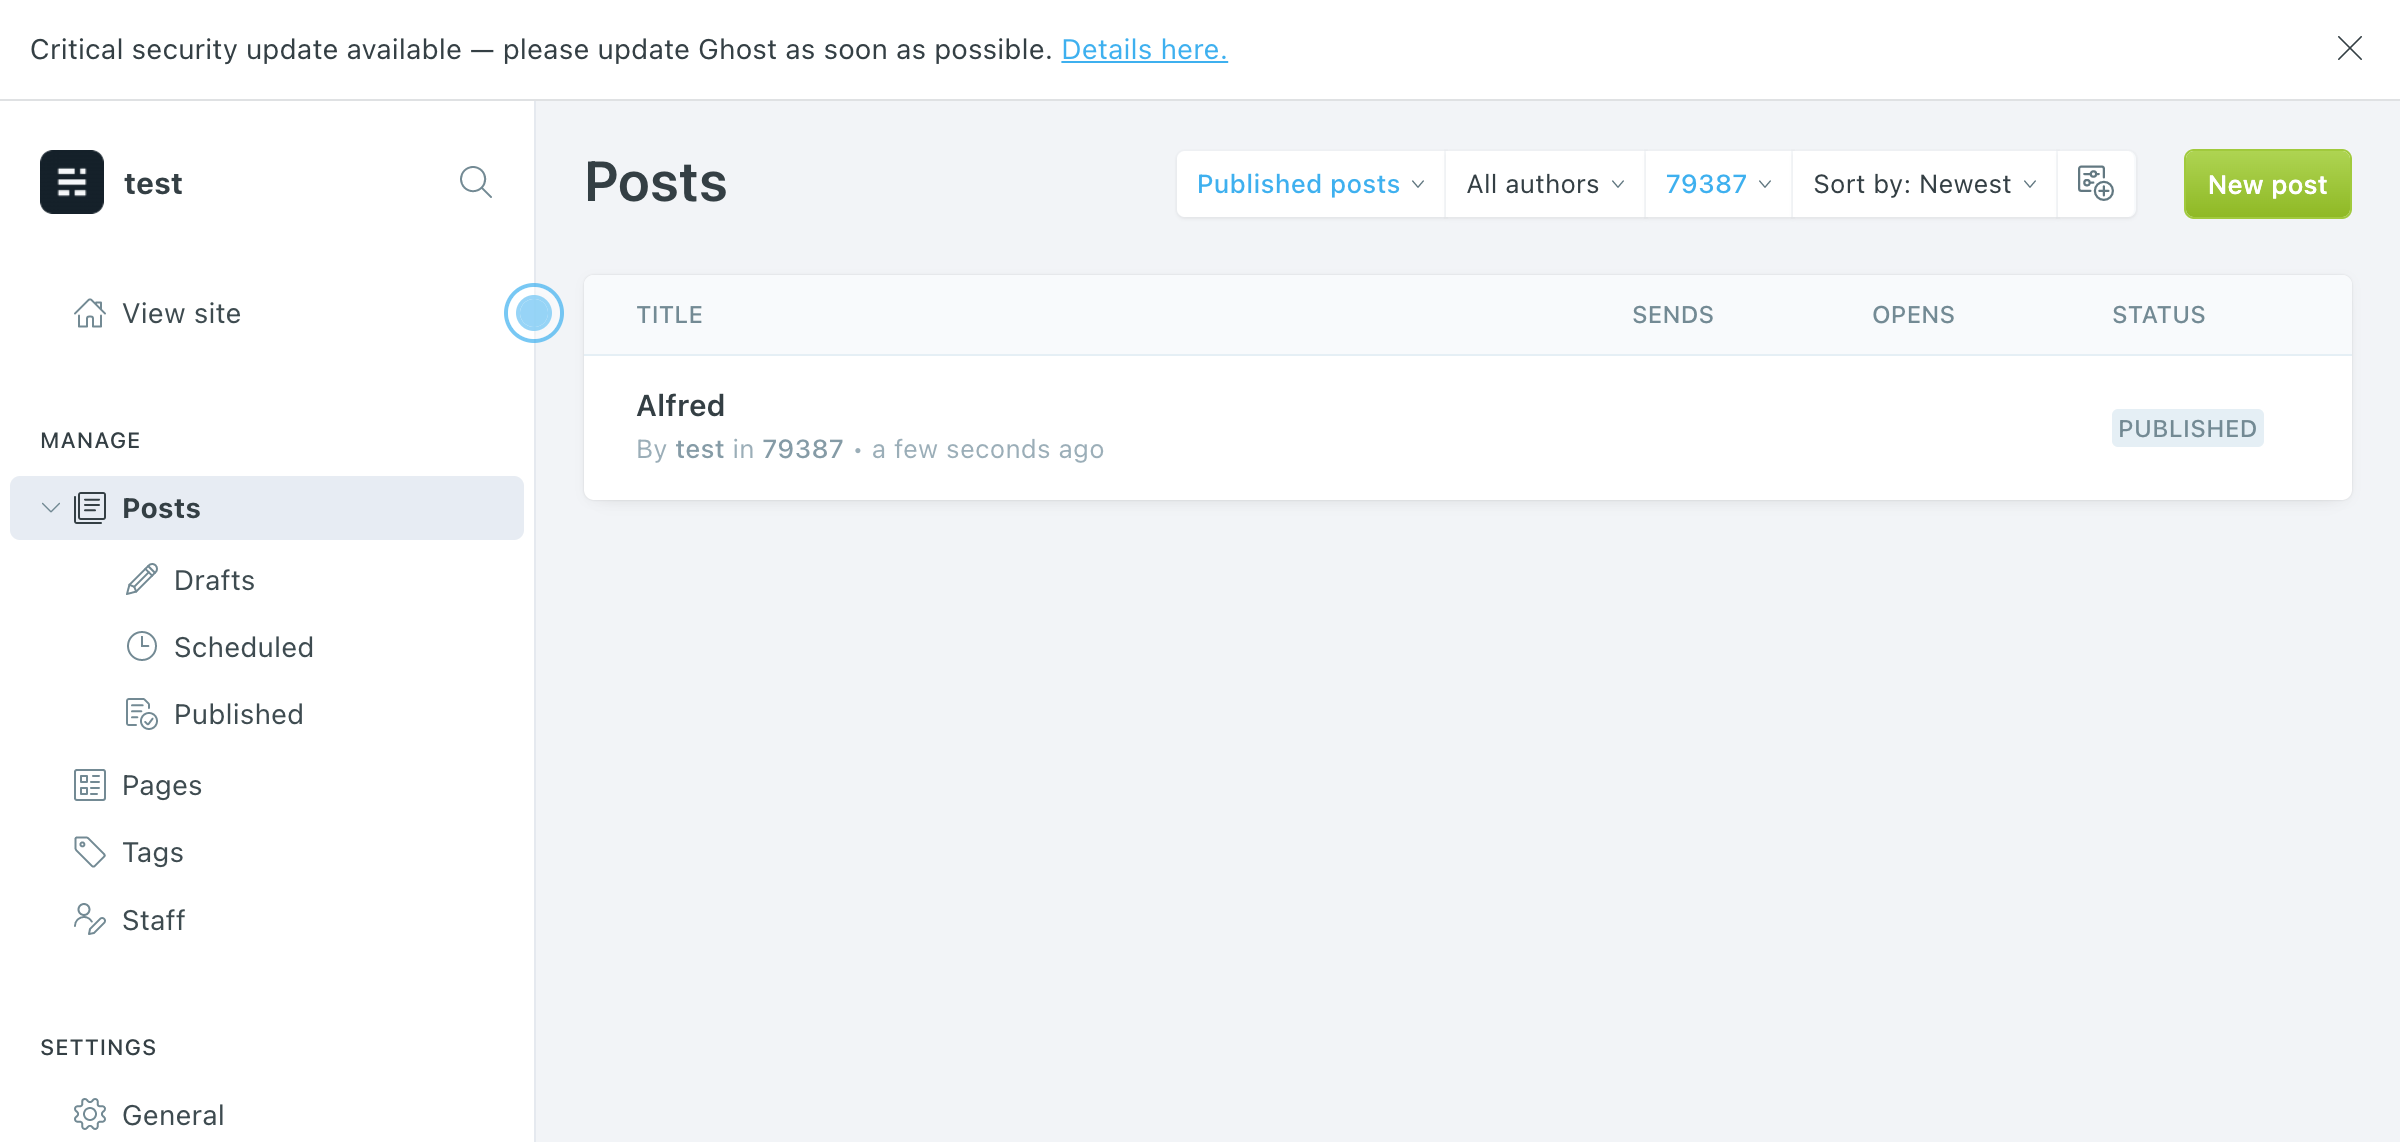 Critical security update available — please update Ghost as soon as possible. Details here.
test
View site
MANAGE
Posts
Drafts
Scheduled
Published
Pages
Tags
Staff
SETTINGS
General
Posts
Published posts
All authors
79387
Sort by: Newest
New post
TITLE SENDS OPENS STATUS
Alfred
By test in 79387 • a few seconds ago
PUBLISHED